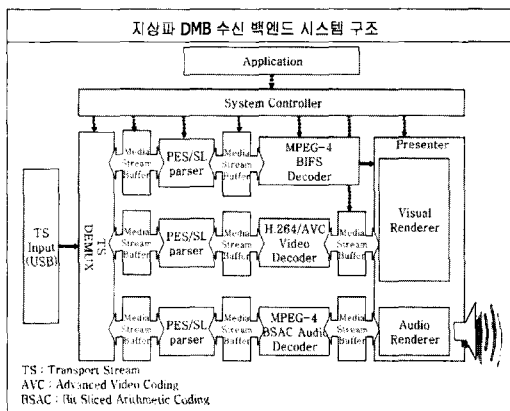 지상파 DMB 수신 백엔드 시스템 구조
Application
System Controller
TS
Input
(USB)
TS
DEMUX
Media
Stream
Buffer
PES/SL
parser
Media
Stream
Buffer
MPEG-4
BIFS
Decoder
Presenter
Visual
Renderer
Media
Stream
Buffer
PES/SL
parser
Media
Stream
Buffer
H.264/AVC
Video
Decoder
Media
Stream
Buffer
Media
Stream
Buffer
PES/SL
parser
Media
Stream
Buffer
MPEG-4
BSAC Audio
Decoder
Media
Stream
Buffer
Audio
Renderer
TS : Transport Stream
AVC : Advanced Video Coding
BSAC : Bit Sliced Arithmetic Coding